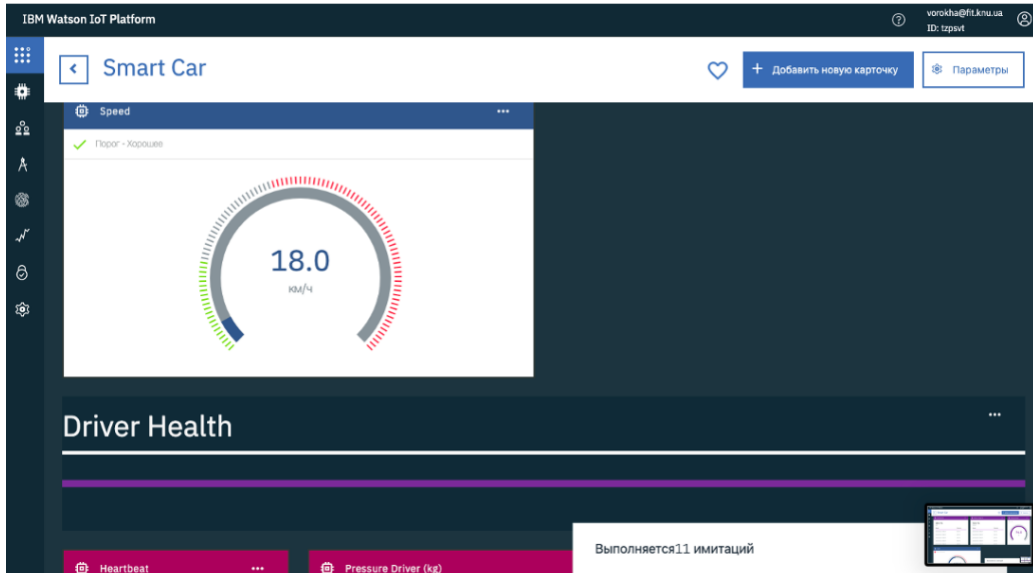 IBM Watson IoT Platform
vorokha@fit.knu.ua
ID: tzpsvt
Smart Car
+ Добавить новую карточку
Параметры
Speed
Порог - Хорошее
18.0
км/ч
Driver Health
Выполняется11 имитаций
Heartbeat
Pressure Driver (kg)